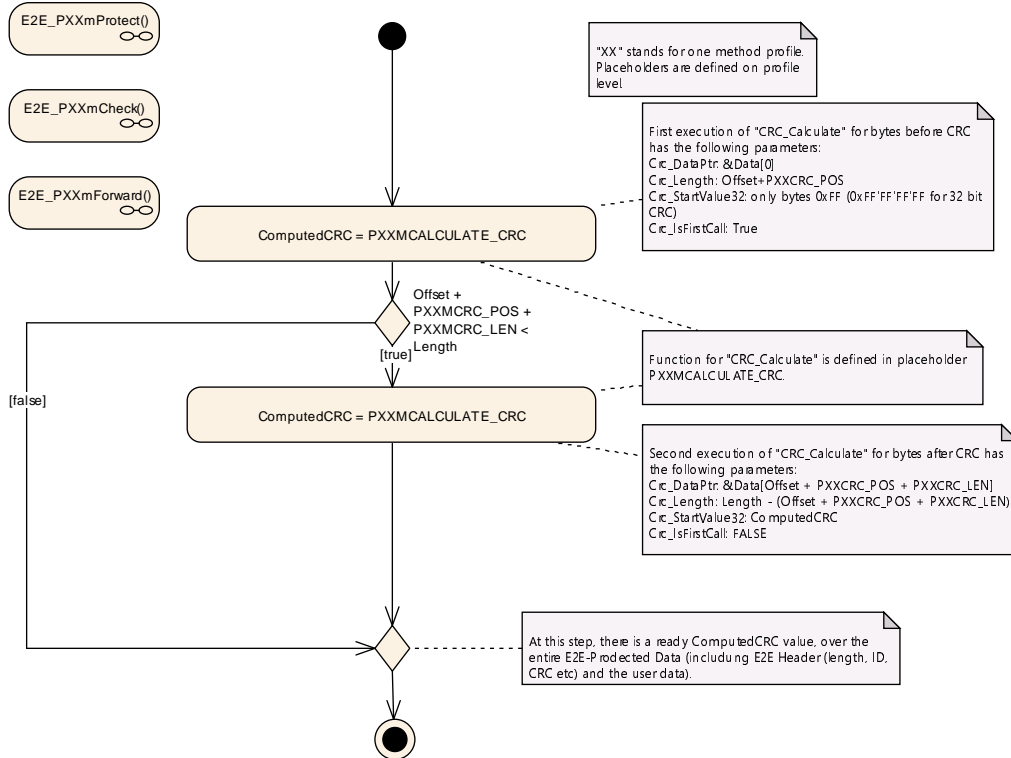 E2E_PXXmProtect()
E2E_PXXmCheck()
E2E_PXXmForward()
"XX" stands for one method profile.
Placeholders are defined on profile
level.
First execution of "CRC_Calculate" for bytes before CRC
has the following parameters:
Crc_DataPtr: &Data[0]
Crc_Length: Offset+PXXCRC_POS
Crc_StartValue32: only bytes 0xFF (0xFF'FF'FF'FF for 32 bit
CRC)
Crc_IsFirstCall: True
ComputedCRC = PXXMCALCULATE_CRC
Offset +
PXXMCRC_POS +
PXXMCRC_LEN <
Length
[true]
[false]
Function for "CRC_Calculate" is defined in placeholder
PXXMCALCULATE_CRC.
ComputedCRC = PXXMCALCULATE_CRC
Second execution of "CRC_Calculate" for bytes after CRC has
the following parameters:
Crc_DataPtr: &Data[Offset + PXXCRC_POS + PXXCRC_LEN]
Crc_Length: Length - (Offset + PXXCRC_POS + PXXCRC_LEN)
Crc_StartValue32: ComputedCRC
Crc_IsFirstCall: FALSE
At this step, there is a ready ComputedCRC value, over the
entire E2E-Prodected Data (includung E2E Header (length, ID,
CRC etc) and the user data).